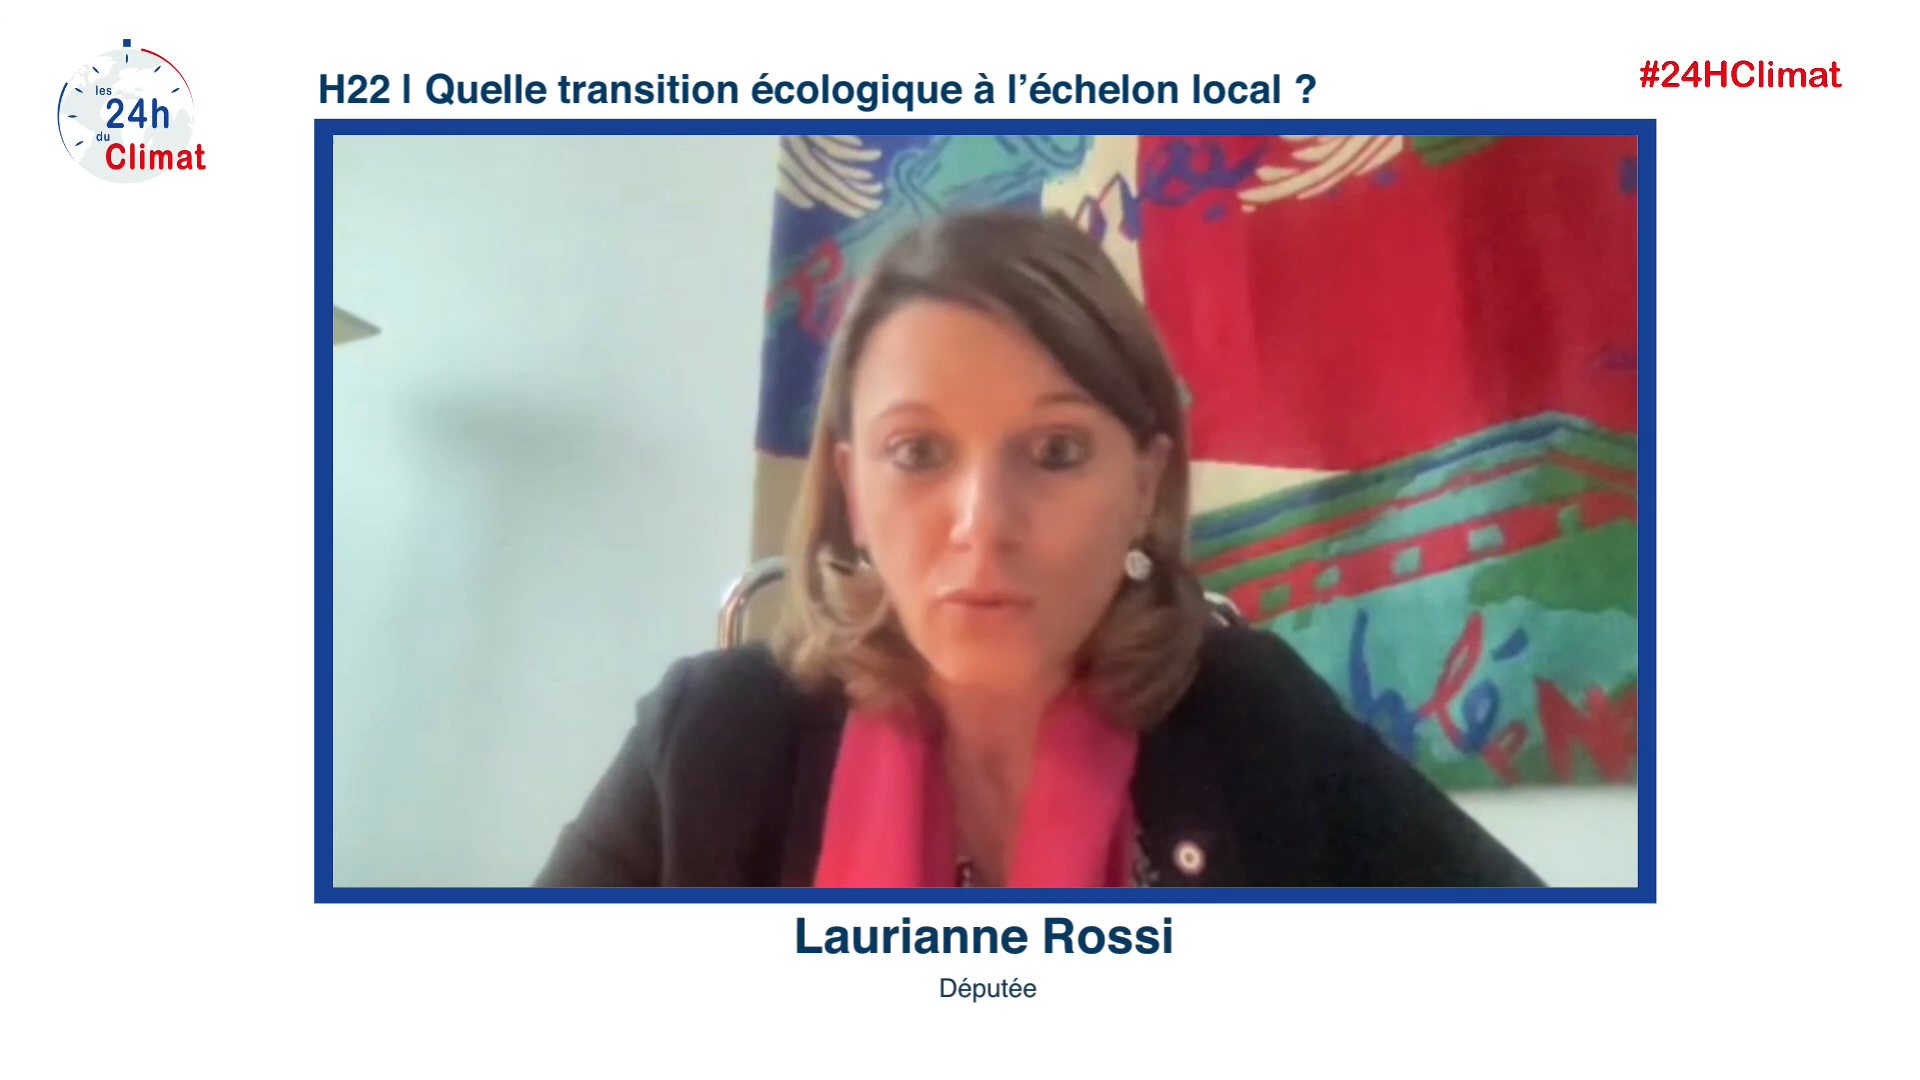 les
24h
du
Climat
H22 | Quelle transition écologique à l’échelon local ?
#24HClimat
Laurianne Rossi
Députée